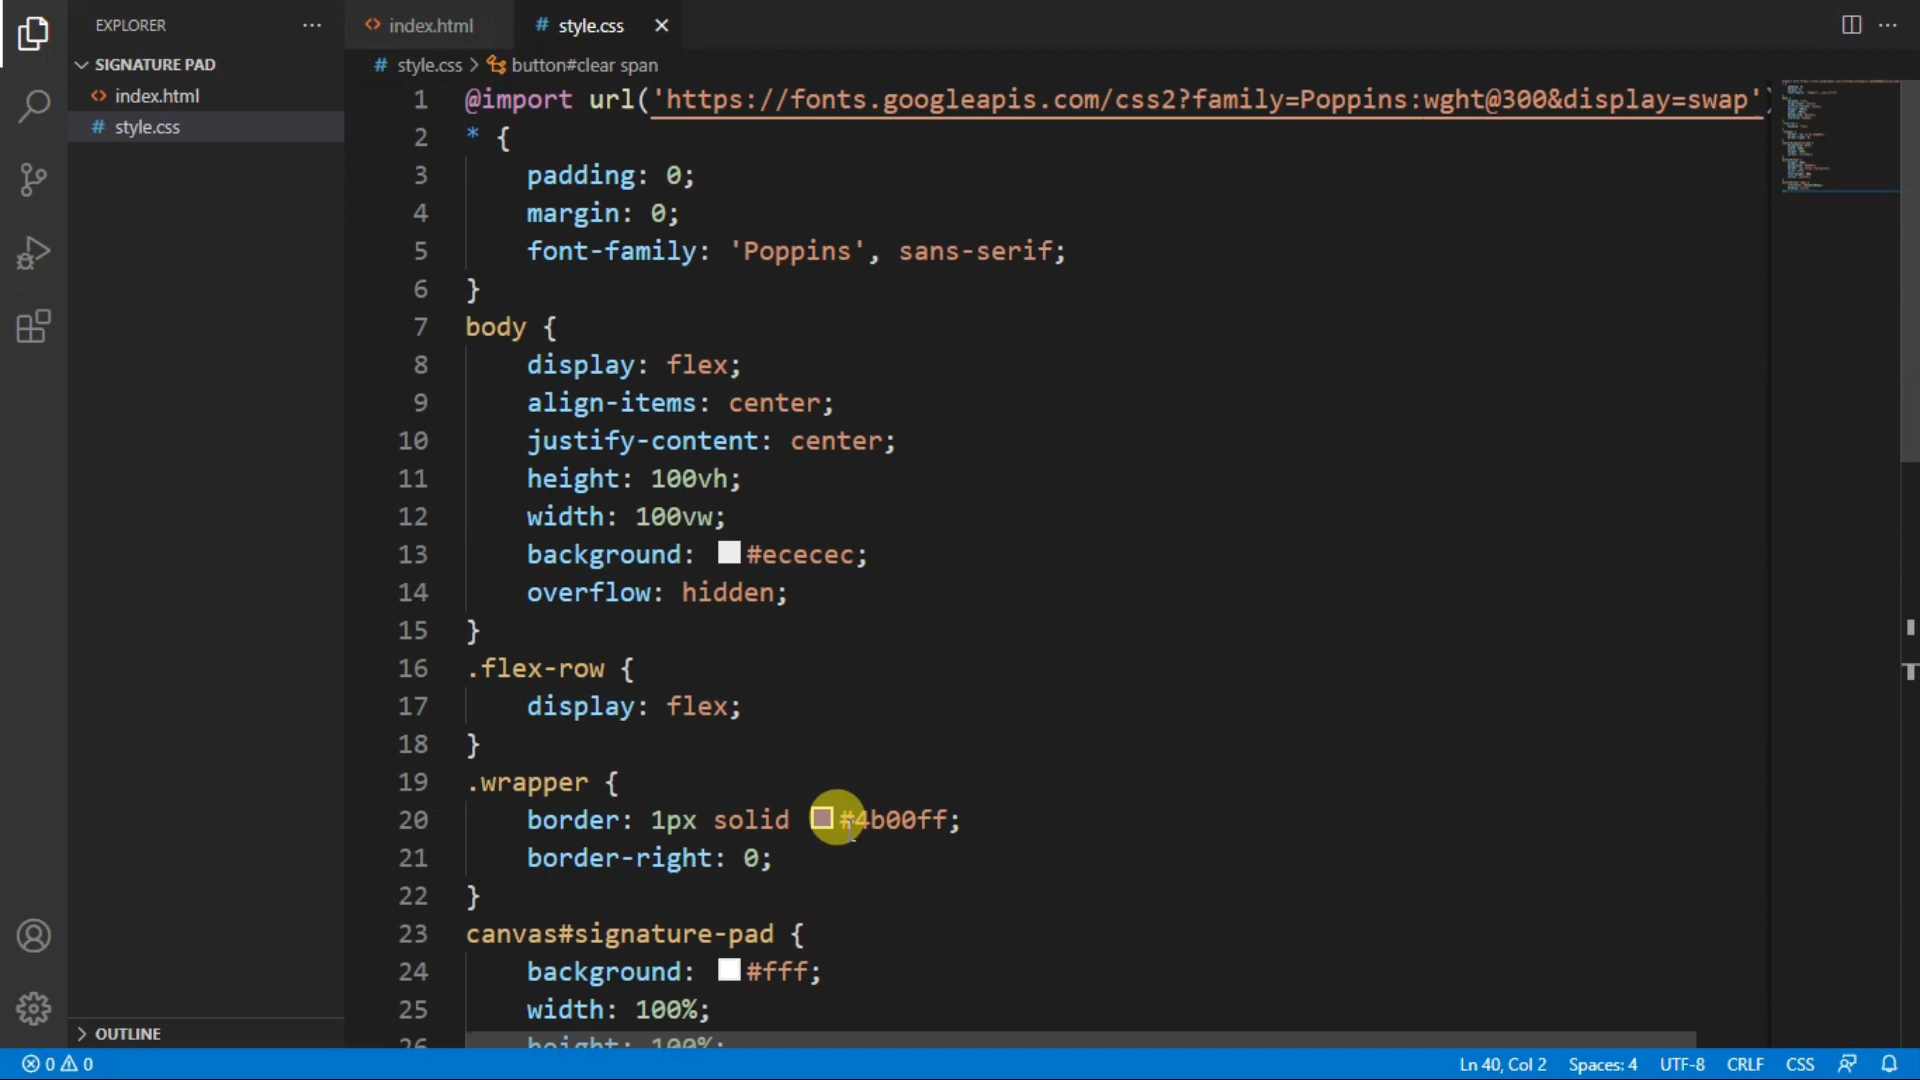 EXPLORER
SIGNATURE PAD
index.html
style.css
OUTLINE
index.html
style.css
style.css > button#clear span
1 @import url('https://fonts.googleapis.com/css2?family=Poppins:wght@300&display=swap')
2 * {
3 padding: 0;
4 margin: 0;
5 font-family: 'Poppins', sans-serif;
6 }
7 body {
8 display: flex;
9 align-items: center;
10 justify-content: center;
11 height: 100vh;
12 width: 100vw;
13 background: #ececec;
14 overflow: hidden;
15 }
16 .flex-row {
17 display: flex;
18 }
19 .wrapper {
20 border: 1px solid #4b00ff;
21 border-right: 0;
22 }
23 canvas#signature-pad {
24 background: #fff;
25 width: 100%;
26 height: 100%;
0 0
Ln 40, Col 2 Spaces: 4 UTF-8 CRLF CSS